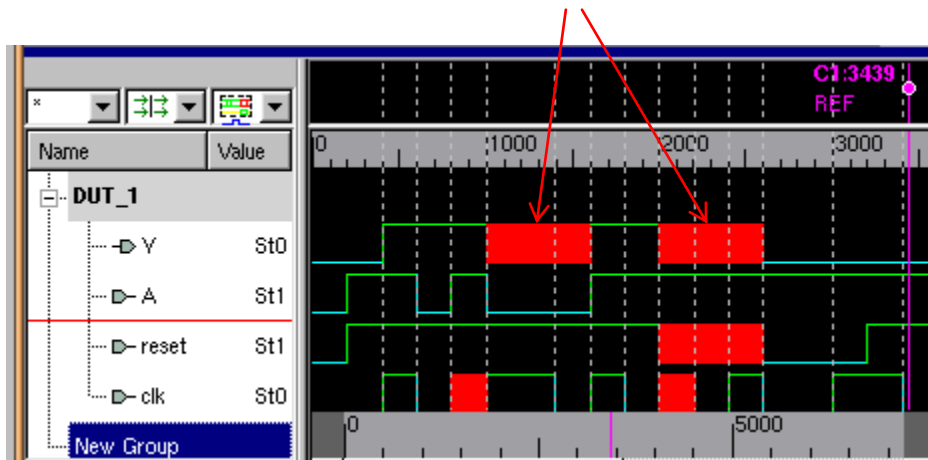 C1:3439
REF
*
Name Value 0 1000 2000 3000
DUT_1
Y St0
A St1
reset St1
clk St0
0 5000
New Group